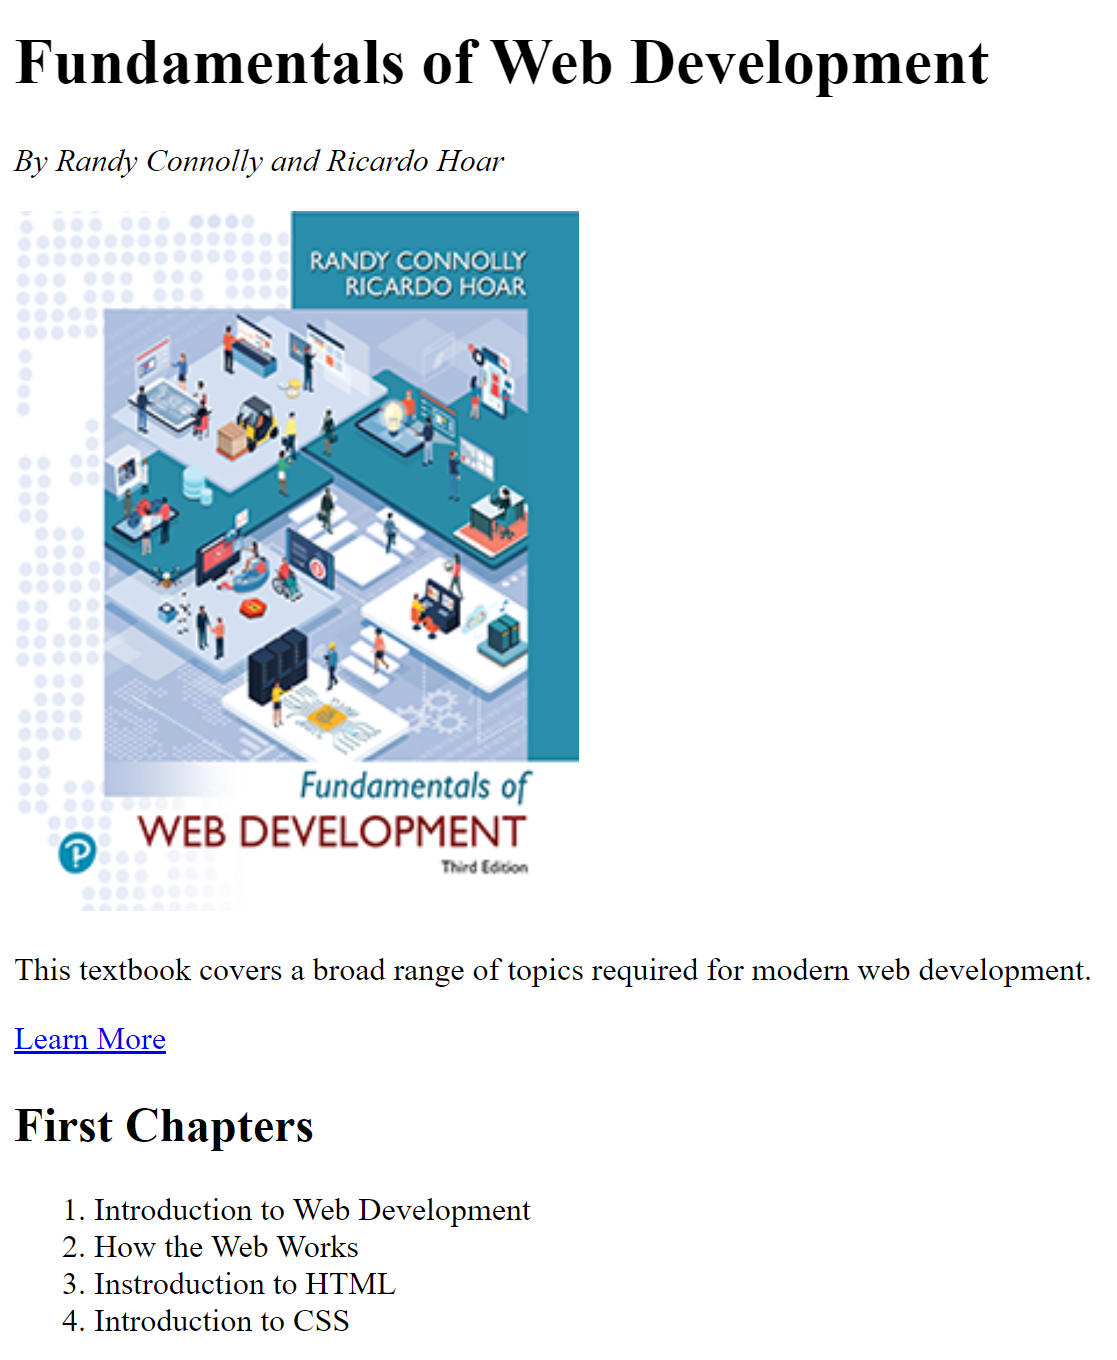 Fundamentals of Web Development
By Randy Connolly and Ricardo Hoar
RANDY CONNOLLY
RICARDO HOAR
Fundamentals of
WEB DEVELOPMENT
Third Edition
P
This textbook covers a broad range of topics required for modern web development.
Learn More
First Chapters
1. Introduction to Web Development
2. How the Web Works
3. Instroduction to HTML
4. Introduction to CSS